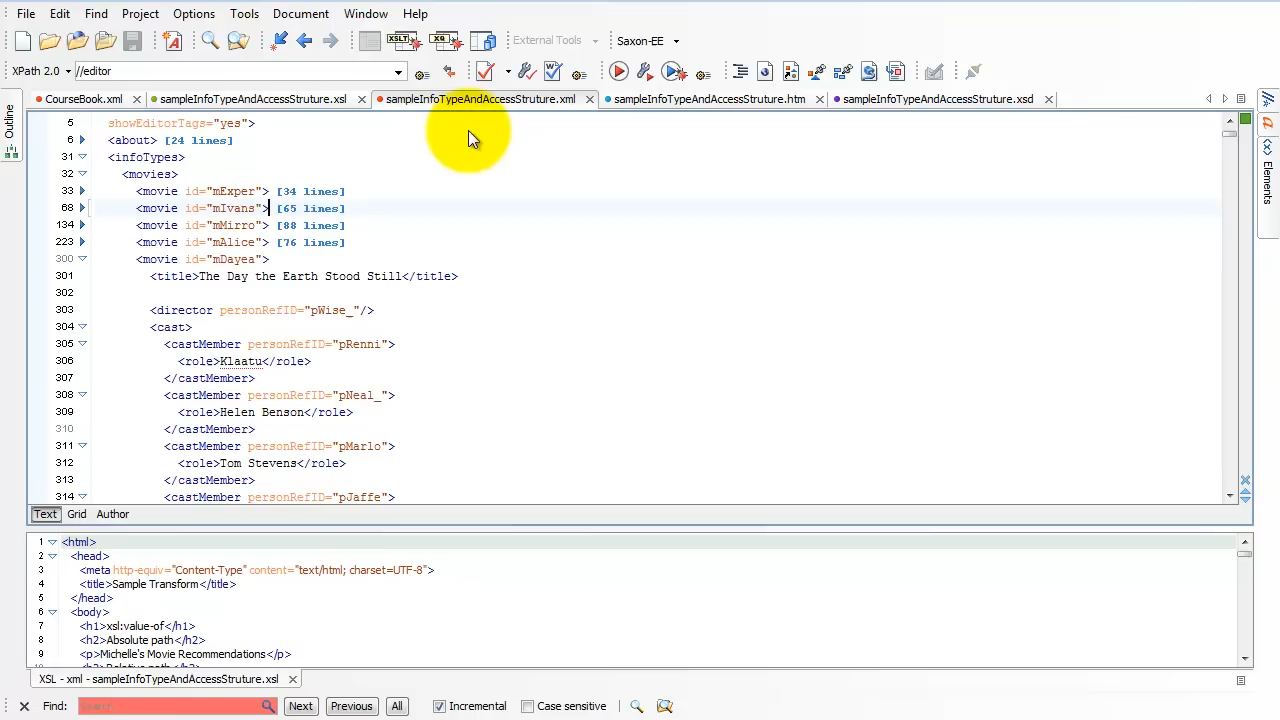 File Edit Find Project Options Tools Document Window Help
XSLT XQ External Tools Saxon-EE
XPath 2.0 //editor
Outline
CourseBook.xml sampleInfoTypeAndAccessStruture.xsl sampleInfoTypeAndAccessStruture.xml sampleInfoTypeAndAccessStruture.htm sampleInfoTypeAndAccessStruture.xsd
Elements
5 showEditorTags="yes">
6 <about> [24 lines]
31 <infoTypes>
32 <movies>
33 <movie id="mExper"> [34 lines]
68 <movie id="mIvans"> [65 lines]
134 <movie id="mMirro"> [88 lines]
223 <movie id="mAlice"> [76 lines]
300 <movie id="mDayea">
301 <title>The Day the Earth Stood Still</title>
302
303 <director personRefID="pWise_"/>
304 <cast>
305 <castMember personRefID="pRenni">
306 <role>Klaatu</role>
307 </castMember>
308 <castMember personRefID="pNeal_">
309 <role>Helen Benson</role>
310 </castMember>
311 <castMember personRefID="pMarlo">
312 <role>Tom Stevens</role>
313 </castMember>
314 <castMember personRefID="pJaffe">
Text Grid Author
1 <html>
2 <head>
3 <meta http-equiv="Content-Type" content="text/html; charset=UTF-8">
4 <title>Sample Transform</title>
5 </head>
6 <body>
7 <h1>xsl:value-of</h1>
8 <h2>Absolute path</h2>
9 <p>Michelle's Movie Recommendations</p>
10 <h2>Relative path</h2>
XSL - xml - sampleInfoTypeAndAccessStruture.xsl
Find: Search Next Previous All Incremental Case sensitive